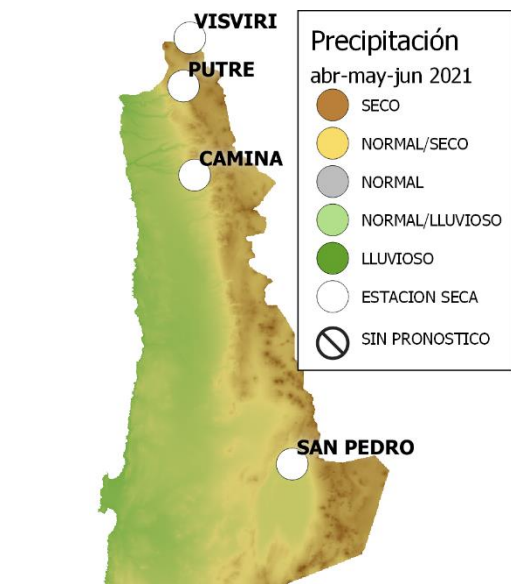 VISVIRI
PUTRE
CAMINA
SAN PEDRO
Precipitación
abr-may-jun 2021
SECO
NORMAL/SECO
NORMAL
NORMAL/LLUVIOSO
LLUVIOSO
ESTACION SECA
SIN PRONOSTICO